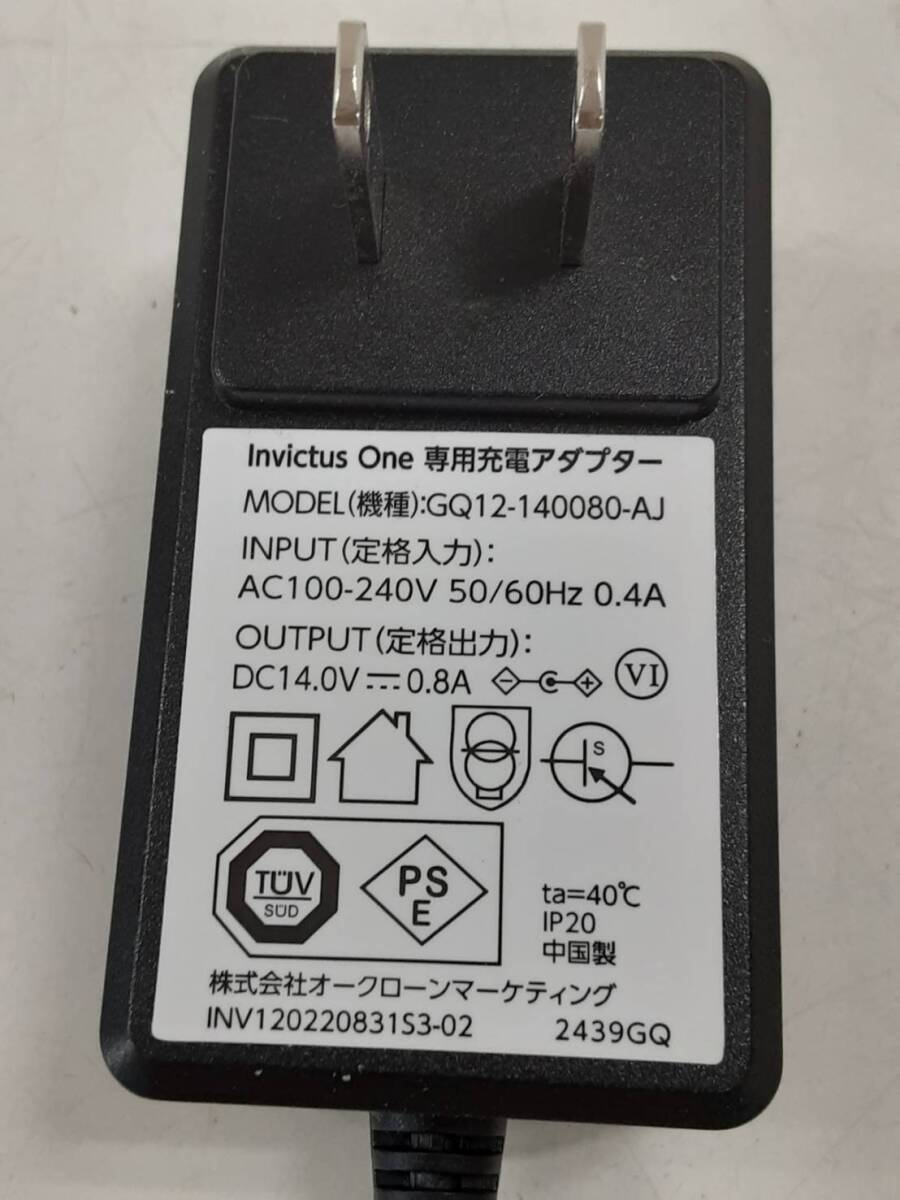 Invictus One 専用充電アダプター
MODEL(機種):GQ12-140080-AJ
INPUT(定格入力):
AC100-240V 50/60Hz 0.4A
OUTPUT(定格出力):
DC14.0V⎓0.8A VI
S
TÜV
SÜD
PS
E
ta=40℃
IP20
中国製
株式会社オークローンマーケティング
INV120220831S3-02 2439GQ